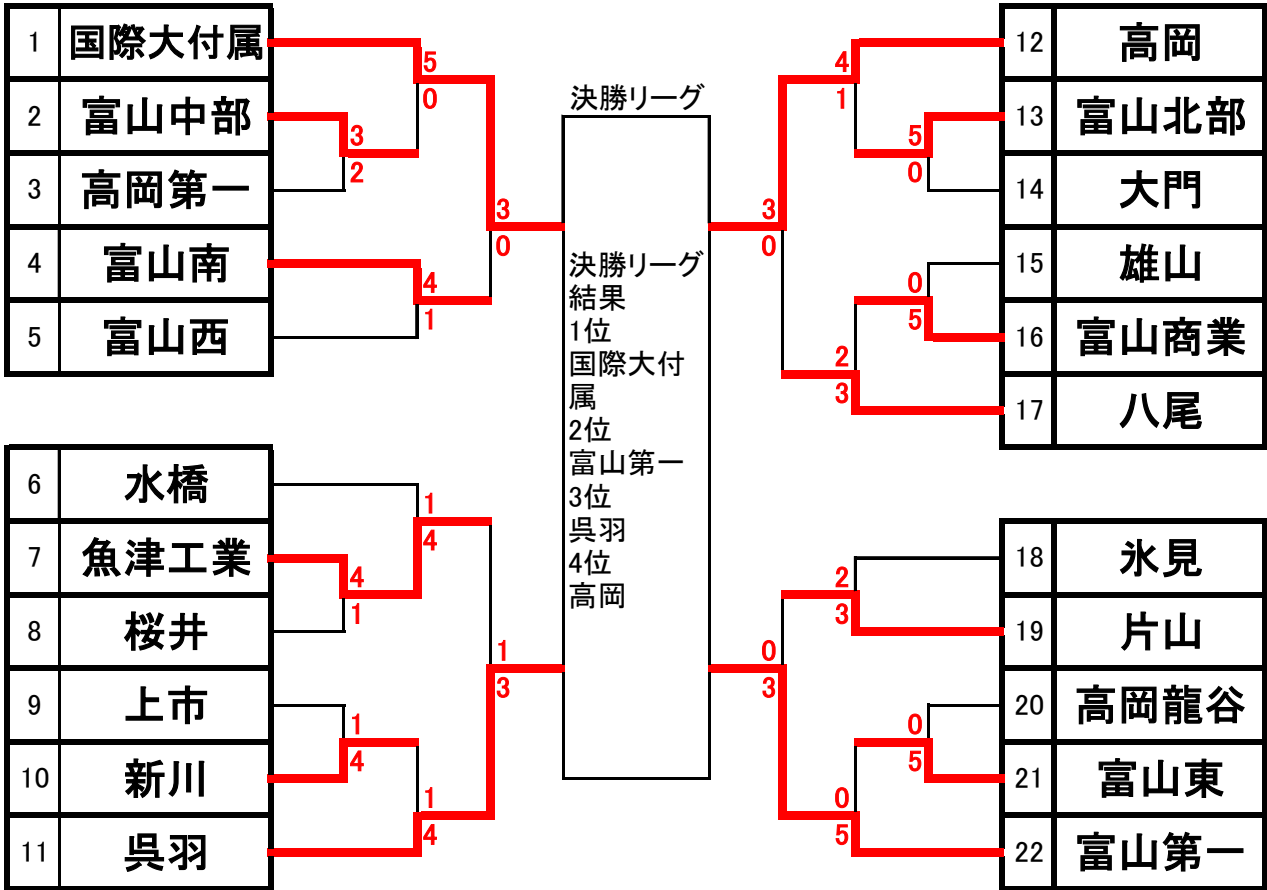 1 国際大付属
2 富山中部
3 高岡第一
4 富山南
5 富山西
5
0
3
2
4
1
3
0
6 水橋
7 魚津工業
8 桜井
9 上市
10 新川
11 呉羽
1
4
4
1
1
4
1
4
1
3
決勝リーグ
決勝リーグ
結果
1位
国際大付
属
2位
富山第一
3位
呉羽
4位
高岡
12 高岡
13 富山北部
14 大門
15 雄山
16 富山商業
17 八尾
4
1
5
0
3
0
0
5
2
3
18 氷見
19 片山
20 高岡龍谷
21 富山東
22 富山第一
2
3
0
3
0
5
0
5